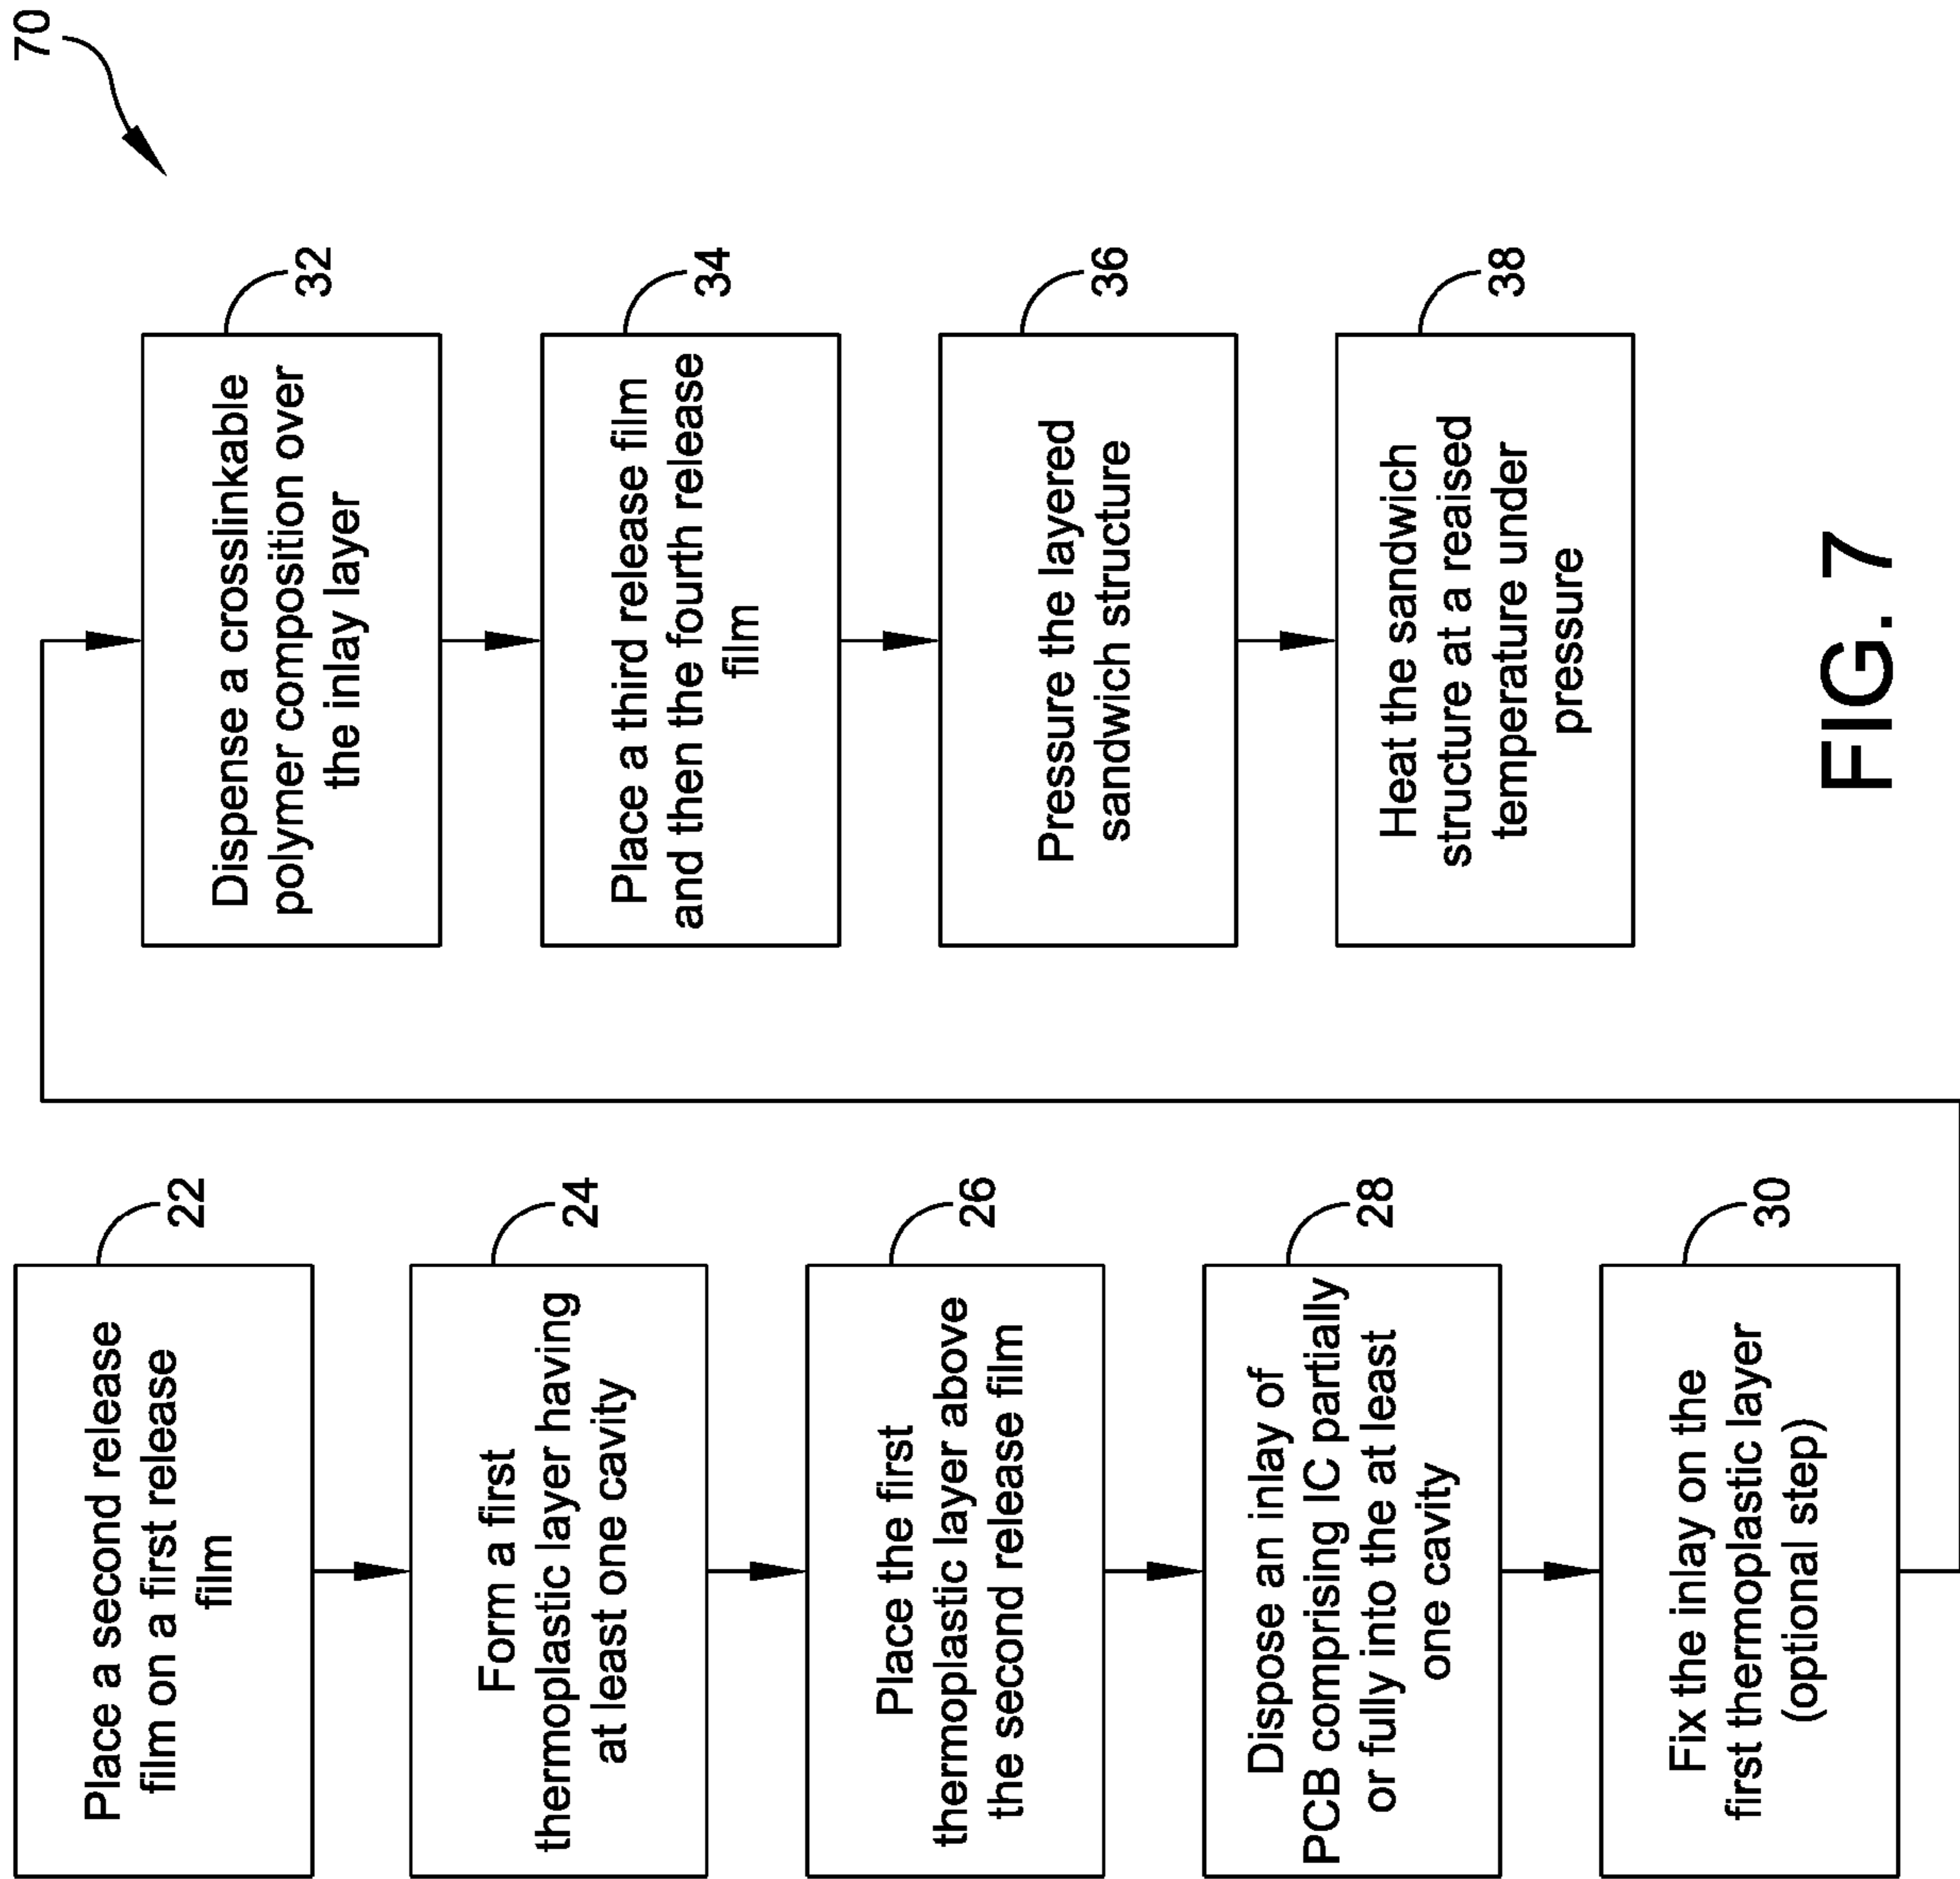 70
Place a second release
film on a first release
film
22
Form a first
thermoplastic layer having
at least one cavity
24
Place the first
thermoplastic layer above
the second release film
26
Dispose an inlay of
PCB comprising IC partially
or fully into the at least
one cavity
28
Fix the inlay on the
first thermoplastic layer
(optional step)
30
Dispense a crosslinkable
polymer composition over
the inlay layer
32
Place a third release film
and then the fourth release
film
34
Pressure the layered
sandwich structure
36
Heat the sandwich
structure at a reaised
temperature under
pressure
38
FIG. 7